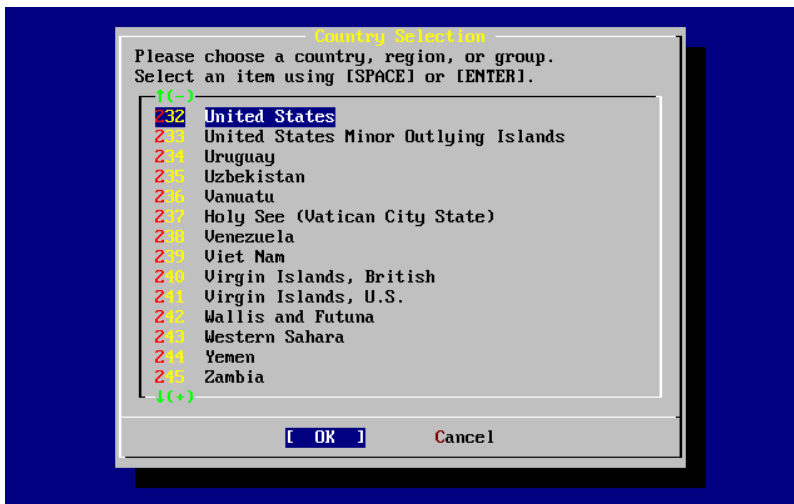 Country Selection
Please choose a country, region, or group.
Select an item using [SPACE] or [ENTER].
↑(-)
232 United States
233 United States Minor Outlying Islands
234 Uruguay
235 Uzbekistan
236 Vanuatu
237 Holy See (Vatican City State)
238 Venezuela
239 Viet Nam
240 Virgin Islands, British
241 Virgin Islands, U.S.
242 Wallis and Futuna
243 Western Sahara
244 Yemen
245 Zambia
↓(+)
[ OK ] Cancel